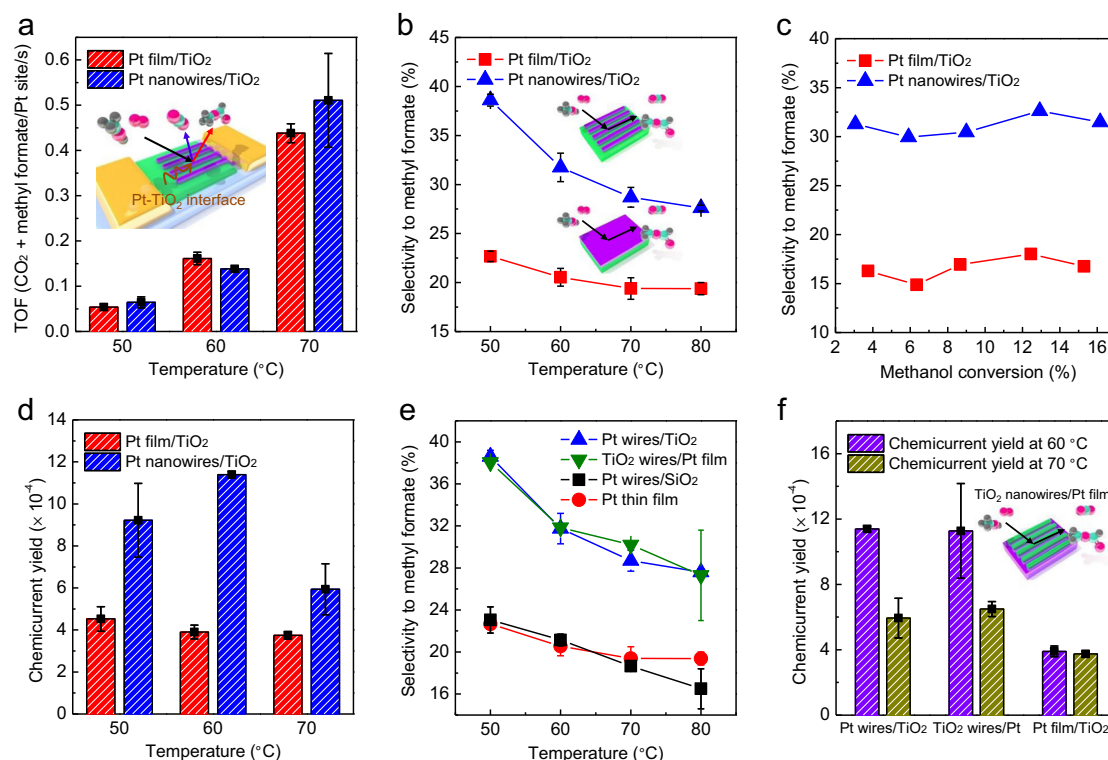 a
TOF (CO2 + methyl formate/Pt site/s)
0.6
0.5
0.4
0.3
0.2
0.1
0.0
Pt film/TiO2
Pt nanowires/TiO2
Pt-TiO2 interface
50 60 70
Temperature (°C)
b
Selectivity to methyl formate (%)
45
40
35
30
25
20
15
Pt film/TiO2
Pt nanowires/TiO2
50 60 70 80
Temperature (°C)
c
Selectivity to methyl formate (%)
40
35
30
25
20
15
10
Pt film/TiO2
Pt nanowires/TiO2
4 6 8 10 12 14 16
Methanol conversion (%)
d
Chemicurrent yield (× 10-4)
14
12
10
8
6
4
2
0
Pt film/TiO2
Pt nanowires/TiO2
50 60 70
Temperature (°C)
e
Selectivity to methyl formate (%)
40
36
32
28
24
20
16
Pt wires/TiO2
TiO2 wires/Pt film
Pt wires/SiO2
Pt thin film
50 60 70 80
Temperature (°C)
f
Chemicurrent yield (× 10-4)
16
12
8
4
0
Chemicurrent yield at 60 °C
Chemicurrent yield at 70 °C
TiO2 nanowires/Pt film
Pt wires/TiO2 TiO2 wires/Pt Pt film/TiO2